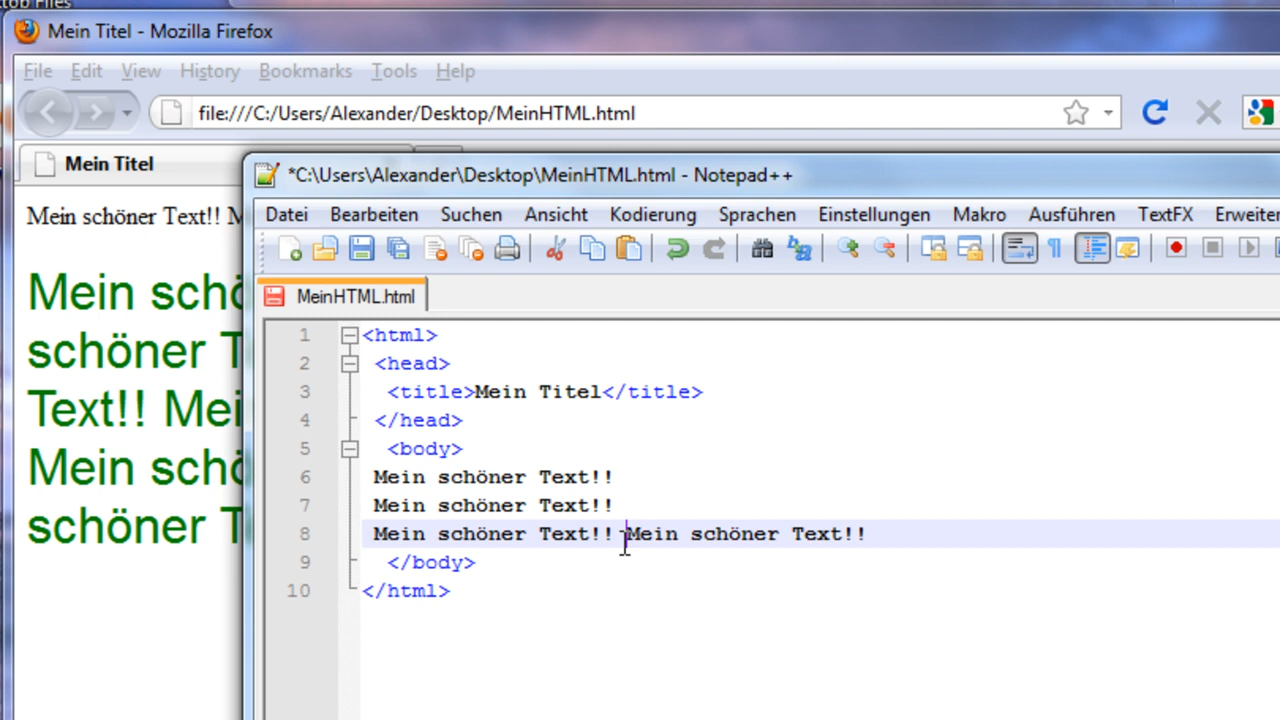 top Files
Mein Titel - Mozilla Firefox
File Edit View History Bookmarks Tools Help
file:///C:/Users/Alexander/Desktop/MeinHTML.html
Mein Titel
Mein schöner Text!! M
Mein schö
schöner T
Text!! Mei
Mein schö
schöner T
*C:\Users\Alexander\Desktop\MeinHTML.html - Notepad++
Datei Bearbeiten Suchen Ansicht Kodierung Sprachen Einstellungen Makro Ausführen TextFX Erweiter
MeinHTML.html
1 <html>
2 <head>
3 <title>Mein Titel</title>
4 </head>
5 <body>
6 Mein schöner Text!!
7 Mein schöner Text!!
8 Mein schöner Text!! Mein schöner Text!!
9 </body>
10 </html>